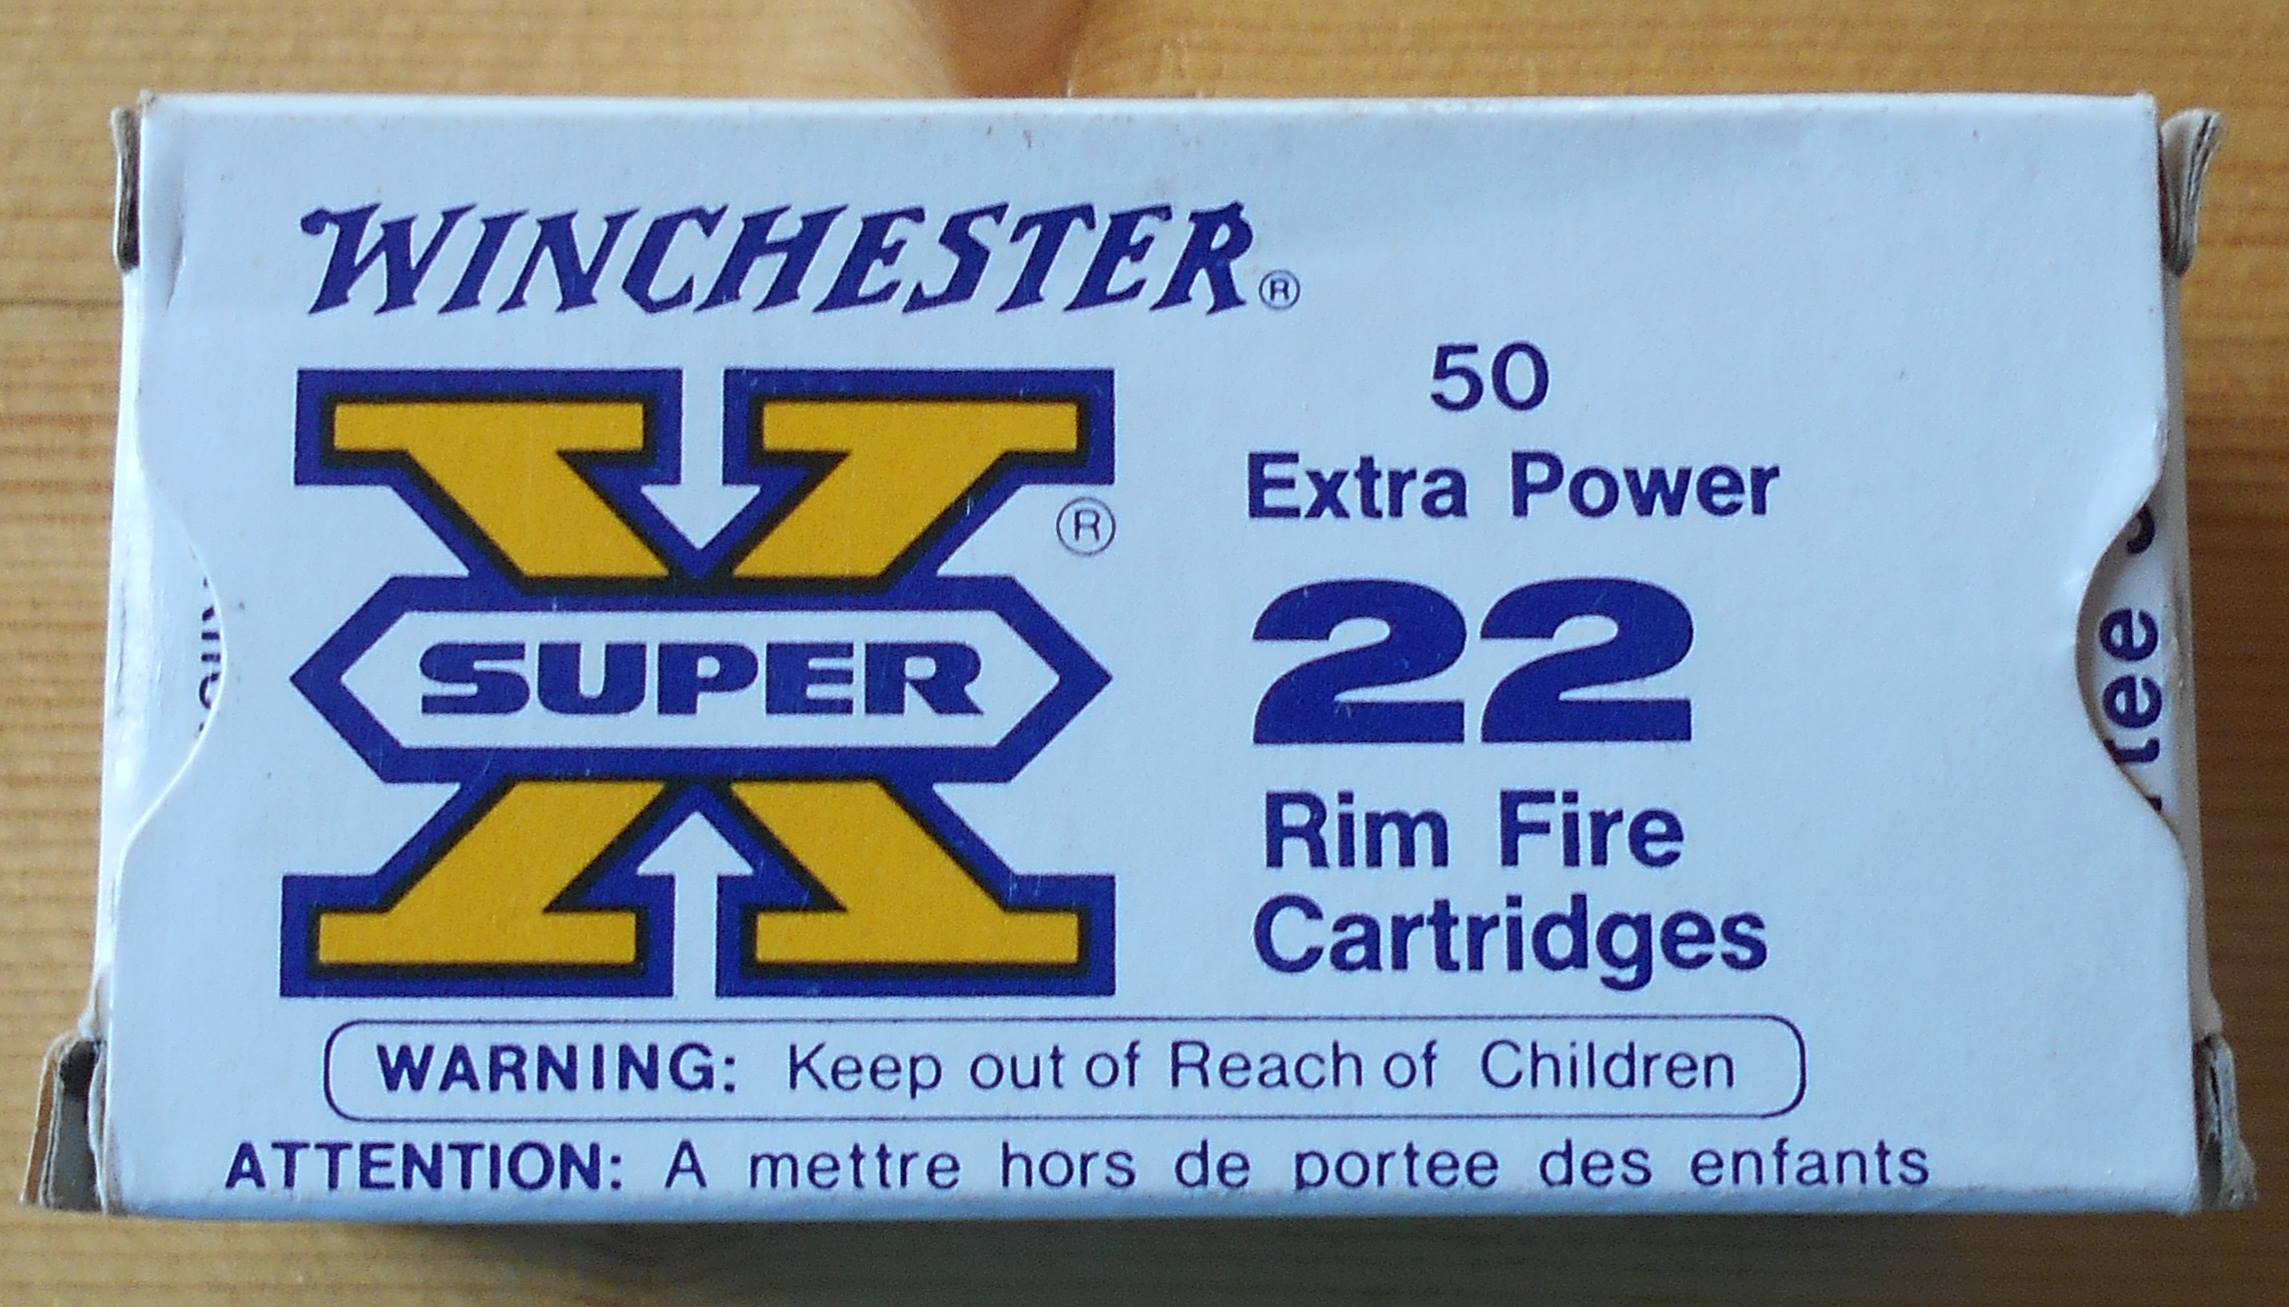 WINCHESTER®
SUPER X®
50
Extra Power
22
Rim Fire
Cartridges
WARNING: Keep out of Reach of Children
ATTENTION: A mettre hors de portee des enfants